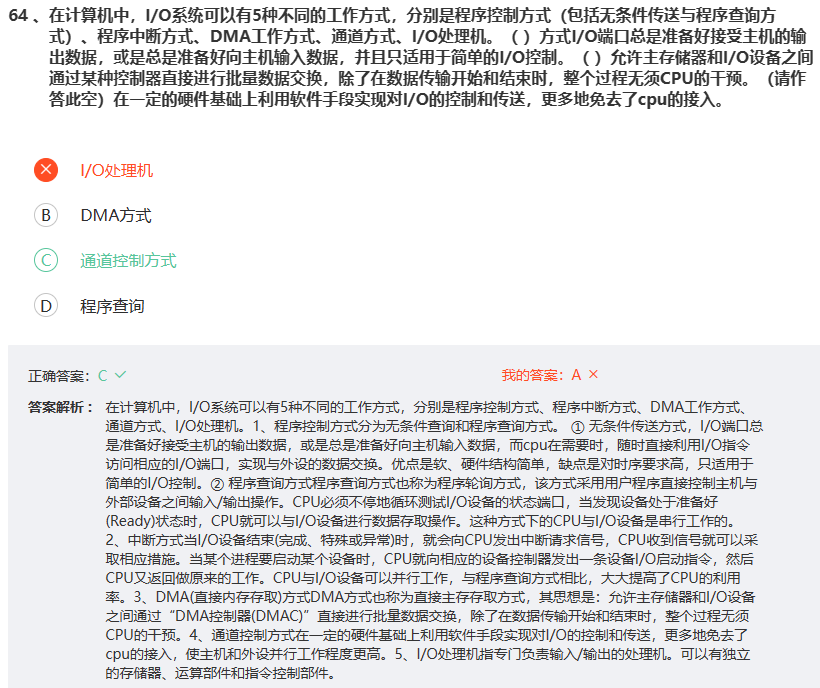 64 、在计算机中，I/O系统可以有5种不同的工作方式，分别是程序控制方式（包括无条件传送与程序查询方
式）、程序中断方式、DMA工作方式、通道方式、I/O处理机。（ ）方式I/O端口总是准备好接受主机的输
出数据，或是总是准备好向主机输入数据，并且只适用于简单的I/O控制。（ ）允许主存储器和I/O设备之间
通过某种控制器直接进行批量数据交换，除了在数据传输开始和结束时，整个过程无须CPU的干预。（请作
答此空）在一定的硬件基础上利用软件手段实现对I/O的控制和传送，更多地免去了cpu的接入。
I/O处理机
B DMA方式
C 通道控制方式
D 程序查询
正确答案： C 我的答案： A
答案解析： 在计算机中，I/O系统可以有5种不同的工作方式，分别是程序控制方式、程序中断方式、DMA工作方式、
通道方式、I/O处理机。1、程序控制方式分为无条件查询和程序查询方式。 ① 无条件传送方式，I/O端口总
是准备好接受主机的输出数据，或是总是准备好向主机输入数据，而cpu在需要时，随时直接利用I/O指令
访问相应的I/O端口，实现与外设的数据交换。优点是软、硬件结构简单，缺点是对时序要求高，只适用于
简单的I/O控制。② 程序查询方式程序查询方式也称为程序轮询方式，该方式采用用户程序直接控制主机与
外部设备之间输入/输出操作。CPU必须不停地循环测试I/O设备的状态端口，当发现设备处于准备好
(Ready)状态时，CPU就可以与I/O设备进行数据存取操作。这种方式下的CPU与I/O设备是串行工作的。
2、中断方式当I/O设备结束(完成、特殊或异常)时，就会向CPU发出中断请求信号，CPU收到信号就可以采
取相应措施。当某个进程要启动某个设备时，CPU就向相应的设备控制器发出一条设备I/O启动指令，然后
CPU又返回做原来的工作。CPU与I/O设备可以并行工作，与程序查询方式相比，大大提高了CPU的利用
率。3、DMA(直接内存存取)方式DMA方式也称为直接主存存取方式，其思想是：允许主存储器和I/O设备
之间通过“DMA控制器(DMAC)”直接进行批量数据交换，除了在数据传输开始和结束时，整个过程无须
CPU的干预。4、通道控制方式在一定的硬件基础上利用软件手段实现对I/O的控制和传送，更多地免去了
cpu的接入，使主机和外设并行工作程度更高。5、I/O处理机指专门负责输入/输出的处理机。可以有独立
的存储器、运算部件和指令控制部件。